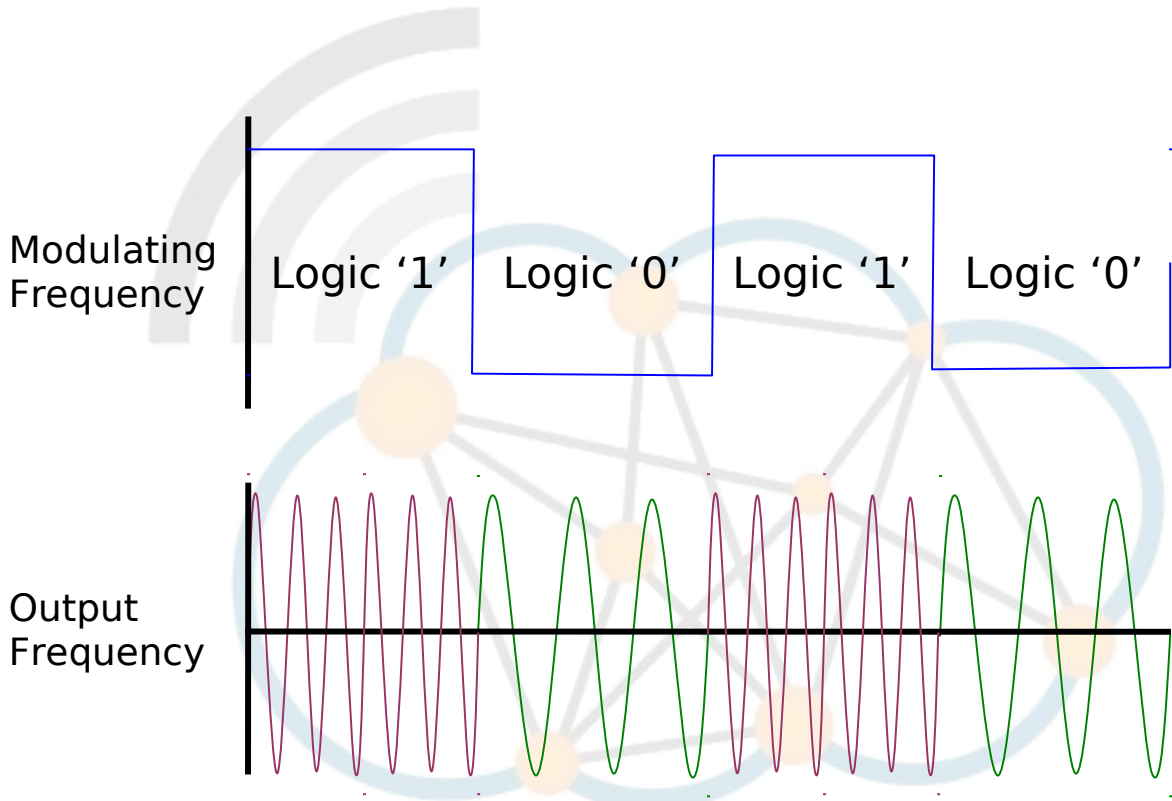 Modulating
Frequency
Logic ‘1’
Logic ‘0’
Logic ‘1’
Logic ‘0’
Output
Frequency